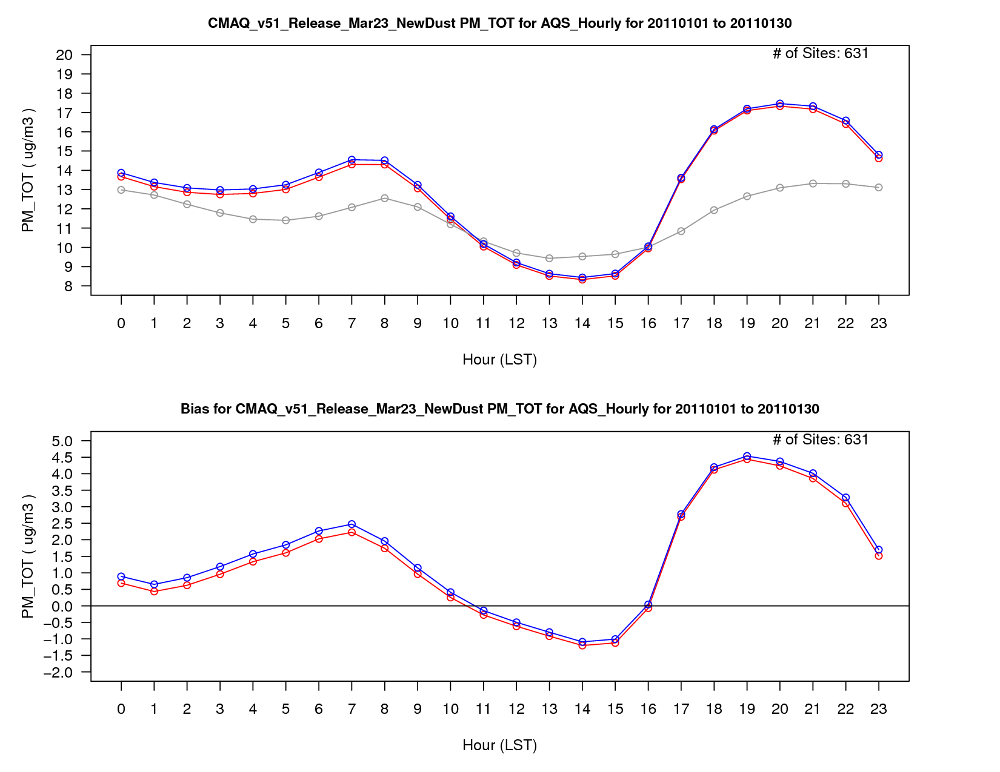 CMAQ_v51_Release_Mar23_NewDust PM_TOT for AQS_Hourly for 20110101 to 20110130
# of Sites: 631
PM_TOT ( ug/m3 )
20
19
18
17
16
15
14
13
12
11
10
9
8
0 1 2 3 4 5 6 7 8 9 10 11 12 13 14 15 16 17 18 19 20 21 22 23
Hour (LST)
Bias for CMAQ_v51_Release_Mar23_NewDust PM_TOT for AQS_Hourly for 20110101 to 20110130
# of Sites: 631
PM_TOT ( ug/m3 )
5.0
4.5
4.0
3.5
3.0
2.5
2.0
1.5
1.0
0.5
0.0
−0.5
−1.0
−1.5
−2.0
0 1 2 3 4 5 6 7 8 9 10 11 12 13 14 15 16 17 18 19 20 21 22 23
Hour (LST)